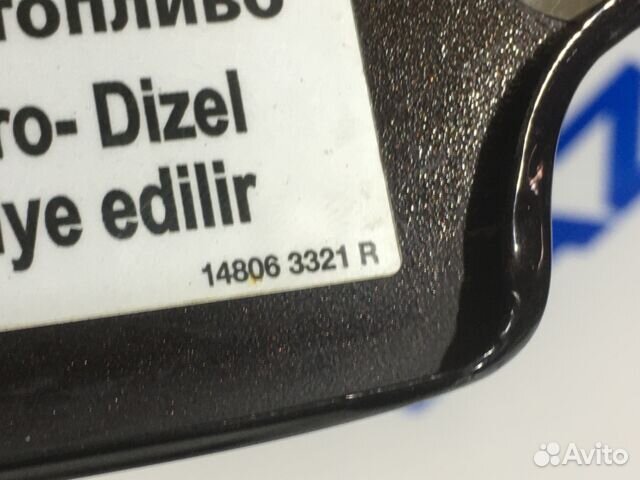 топливо
ro- Dizel
iye edilir
14806 3321 R
Avito